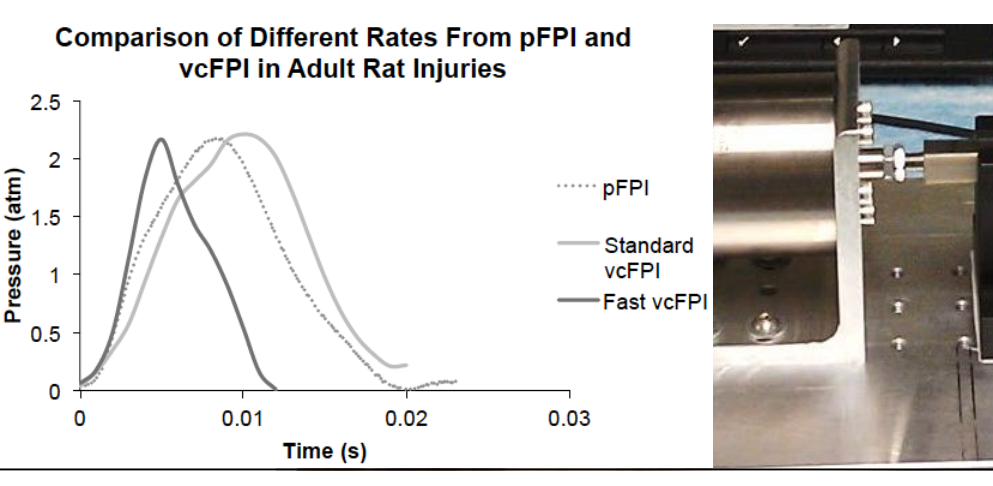 Comparison of Different Rates From pFPI and
vcFPI in Adult Rat Injuries
Pressure (atm)
2.5
2
1.5
1
0.5
0
0
0.01
0.02
0.03
Time (s)
pFPI
Standard
vcFPI
Fast vcFPI